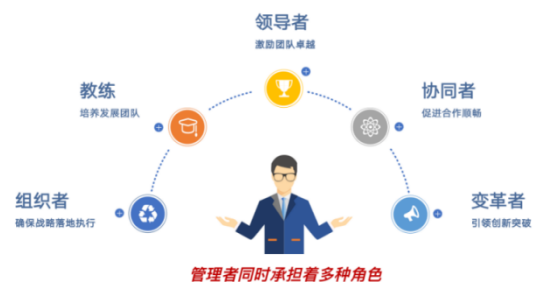 领导者
激励团队卓越
教练
培养发展团队
协同者
促进合作顺畅
组织者
确保战略落地执行
变革者
引领创新突破
管理者同时承担着多种角色